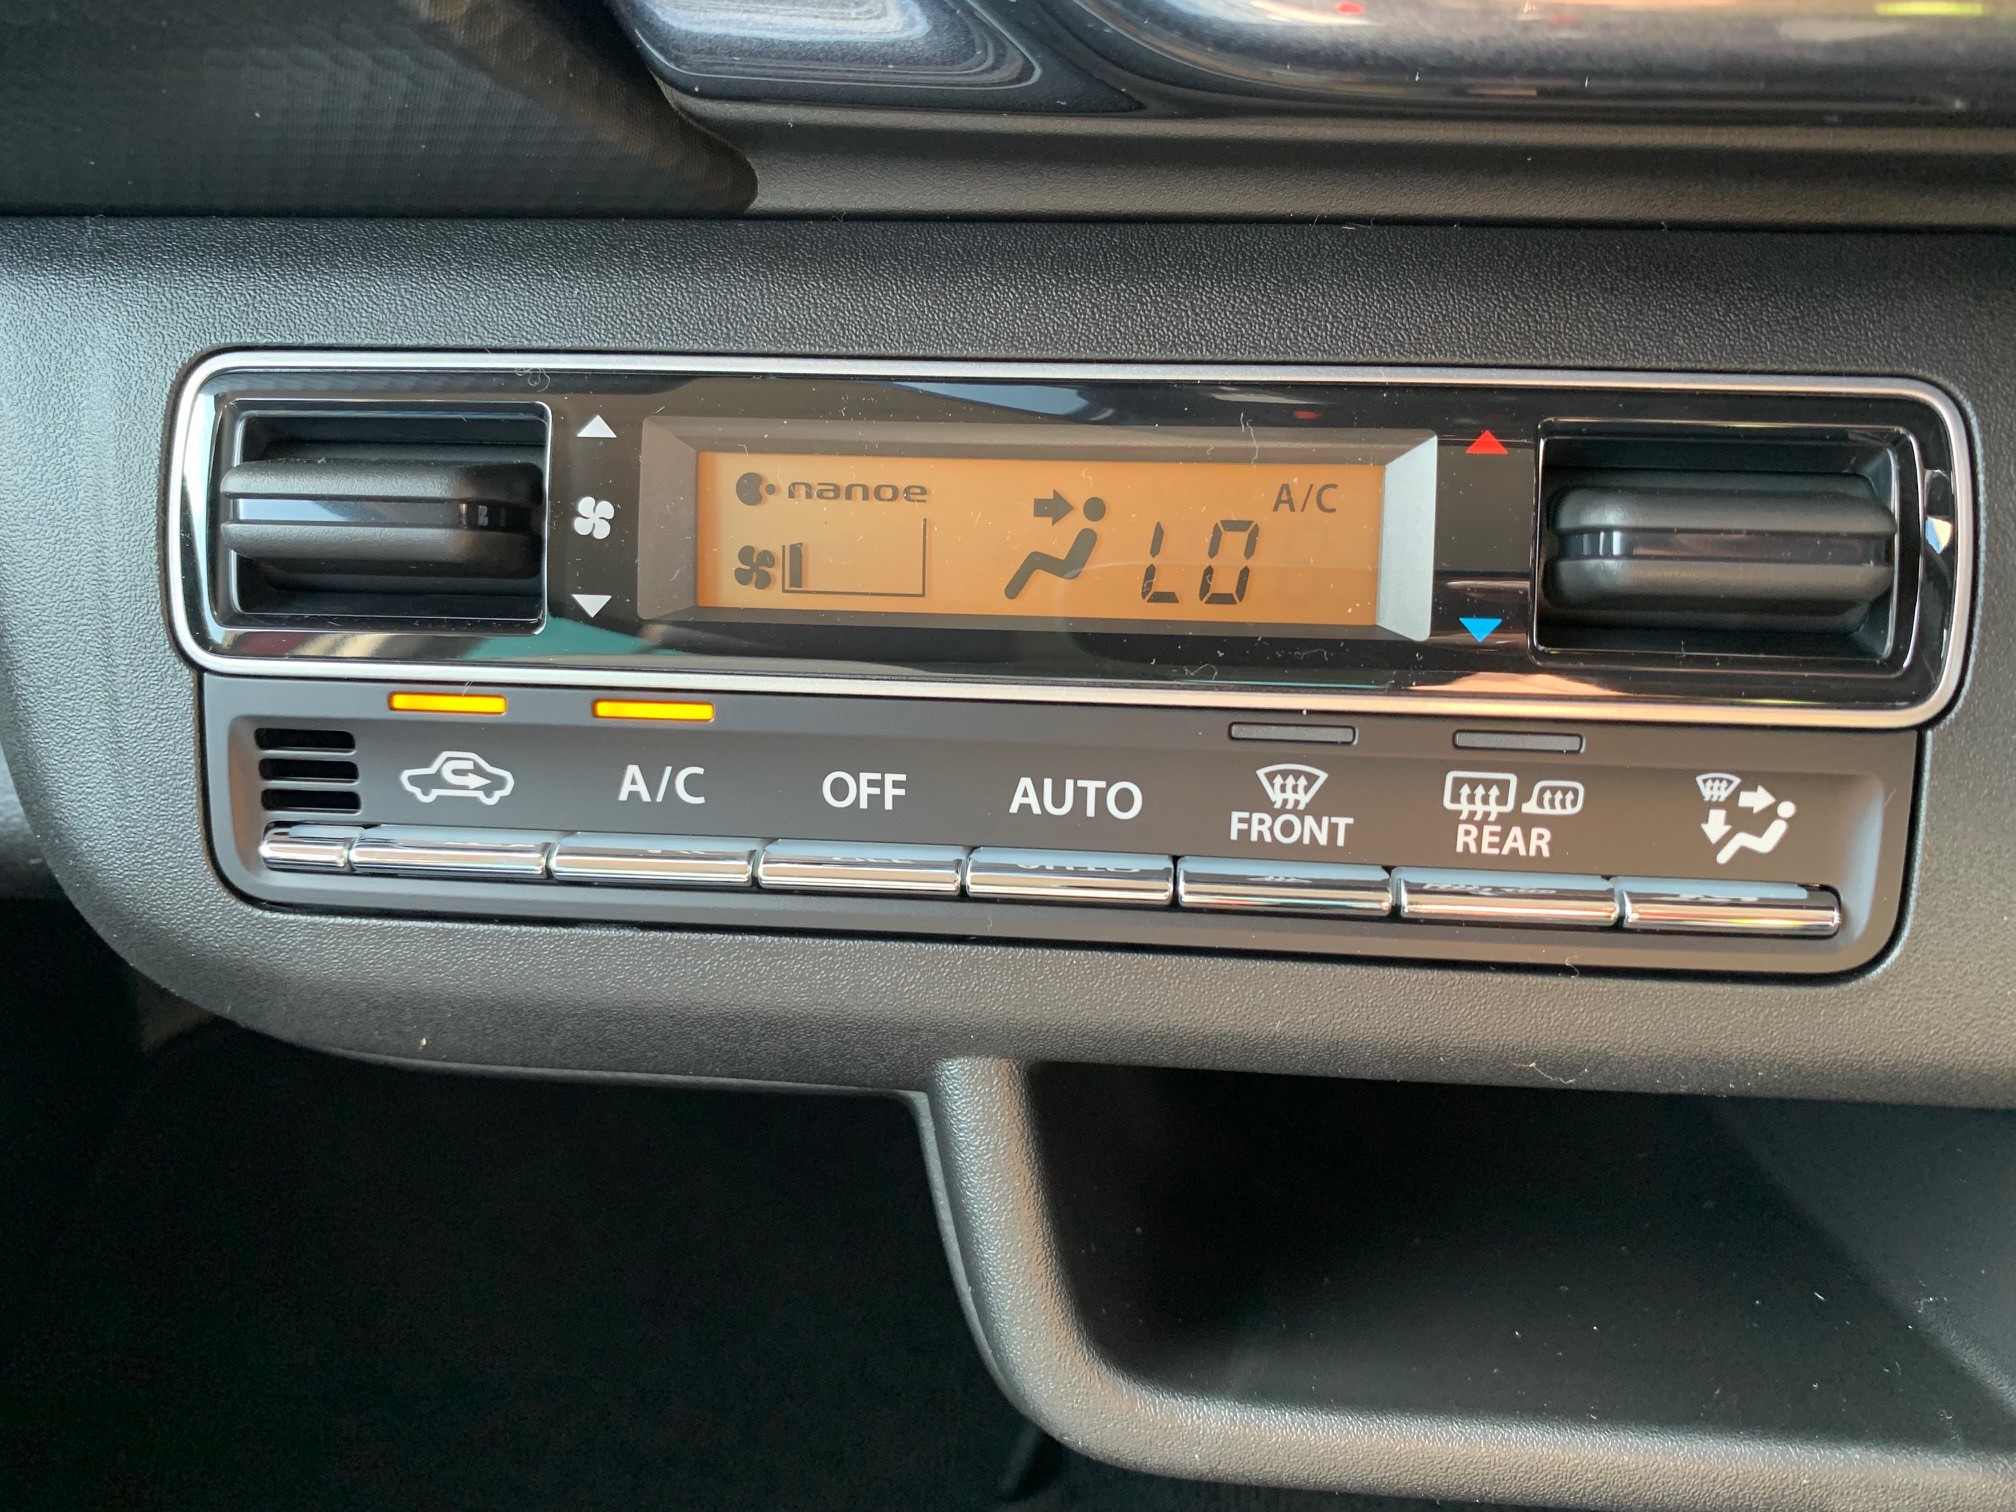 nanoe
A/C
LO
A/C
OFF
AUTO
FRONT
REAR